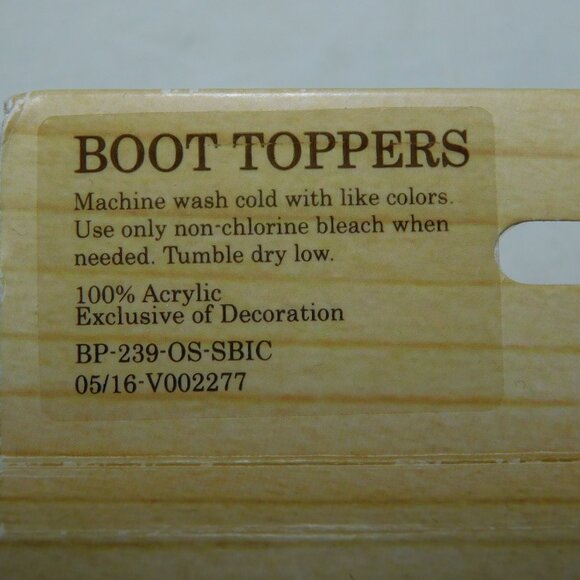 BOOT TOPPERS
Machine wash cold with like colors.
Use only non-chlorine bleach when
needed. Tumble dry low.
100% Acrylic
Exclusive of Decoration
BP-239-OS-SBIC
05/16-V002277